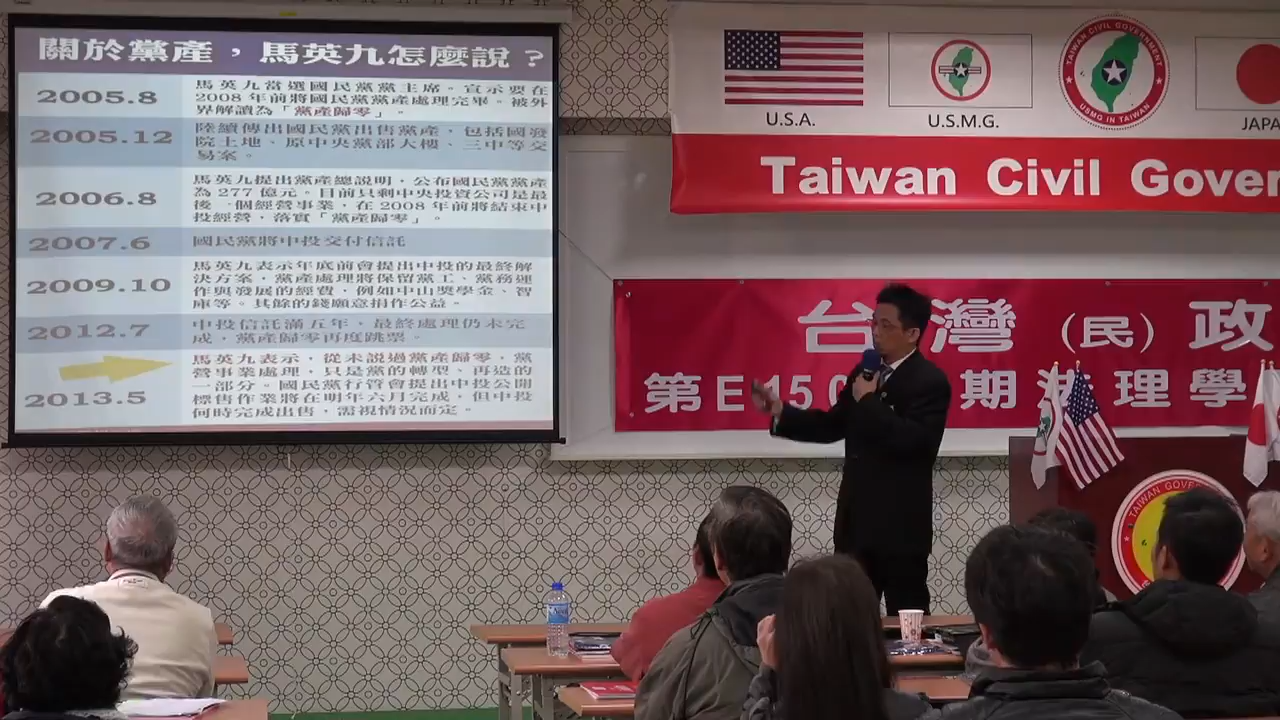 關於黨產，馬英九怎麼說？
2005.8
馬英九當選國民黨黨主席。宣示要在
2008年前將國民黨黨產處理完畢。被外
界解讀為「黨產歸零」。
2005.12
陸續傳出國民黨出售黨產，包括國發
院土地、原中央黨部大樓、三中等交
易案。
2006.8
馬英九提出黨產總說明，公布國民黨黨產
為277億元。目前只剩中央投資公司是最
後一個經營事業，在2008年前將結束中
投經營，落實「黨產歸零」。
2007.6
國民黨將中投交付信託
2009.10
馬英九表示年底前會提出中投的最終解
決方案，黨產處理將保留黨工、黨務運
作與發展的經費，例如中山獎學金、智
庫等。其餘的錢願意捐作公益。
2012.7
中投信託滿五年，最終處理仍未完
成，黨產歸零再度跳票。
2013.5
馬英九表示，從未說過黨產歸零，黨
營事業處理，只是黨的轉型、再造的
一部分。國民黨行管會提出中投公開
標售作業將在明年六月完成，但中投
何時完成出售，需視情況而定。
U.S.A.
U.S.M.G.
TAIWAN CIVIL GOVERNMENT
USMG IN TAIWAN
JAPA
Taiwan Civil Gover
台灣（民）政
第E150
期法理學
TAIWAN GOVER